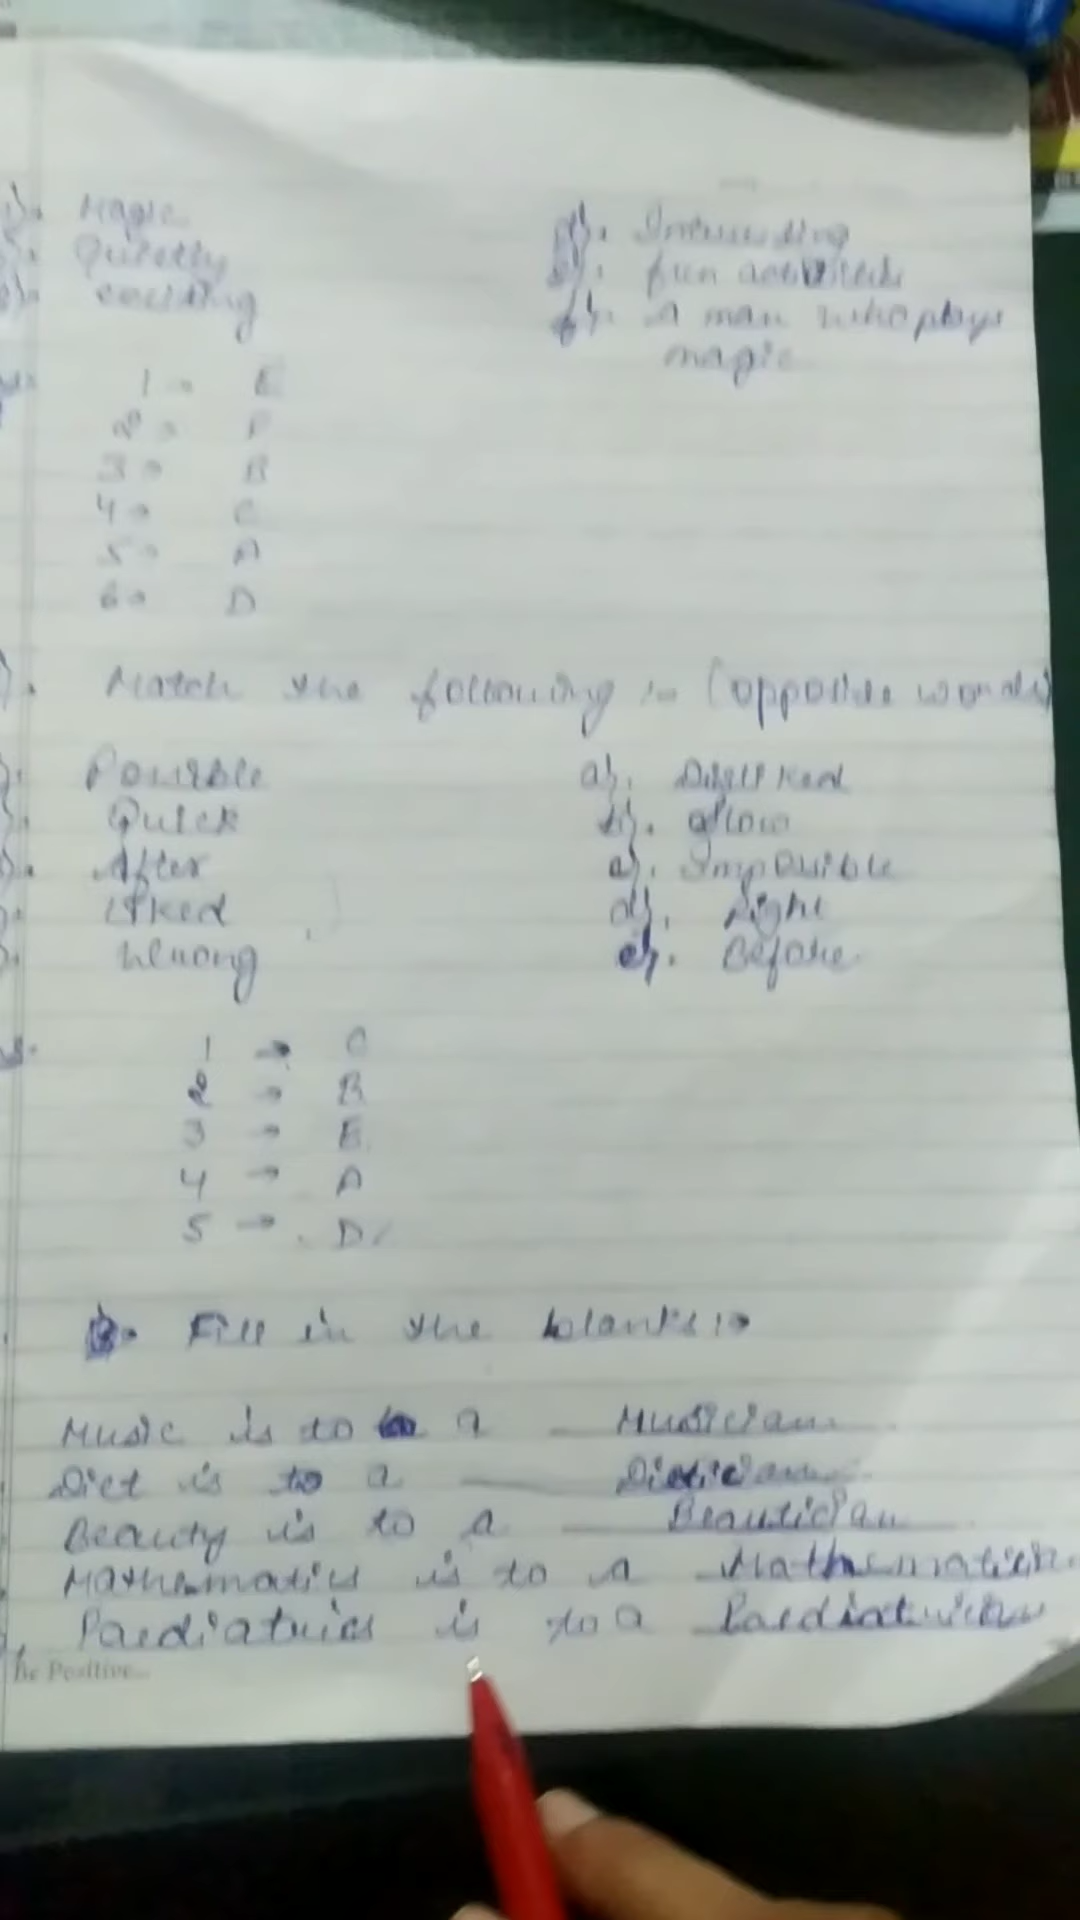 Magic
d). Interesting
Quietly
e). fun activities
exciting
f). A man who plays
magic
1 → E
2 → F
3 → B
4 → C
5 → A
6 → D
Match the following :- (opposite words)
Possible a). Disliked
Quick b). slow
After c). Impossible
Liked d). Right
Wrong e). Before
1 → C
2 → B
3 → E
4 → A
5 → D
Fill in the blanks :-
Music is to a Musician
Diet is to a Dietician
Beauty is to a Beautician
Mathematics is to a
Paediatrics is to a
be Positive...